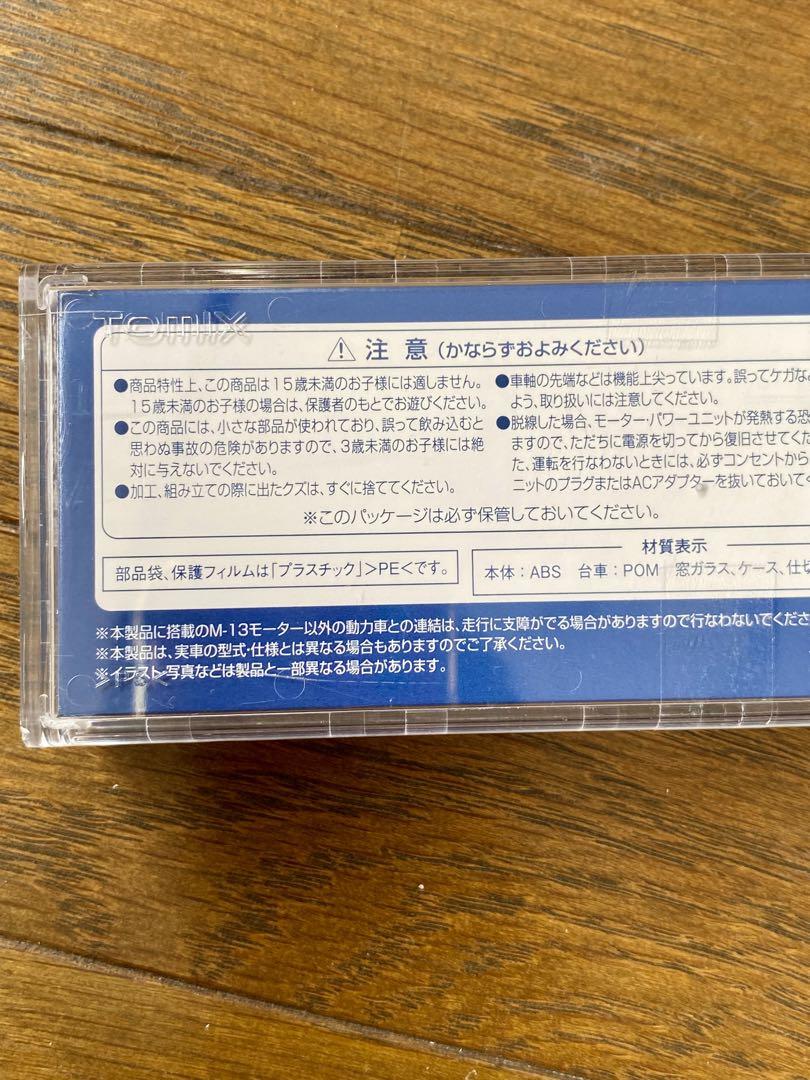 TOMIX
注 意 (かならずおよみください)
●商品特性上、この商品は15歳未満のお子様には適しません。
15歳未満のお子様の場合は、保護者のもとでお遊びください。
●この商品には、小さな部品が使われており、誤って飲み込むと
思わぬ事故の危険がありますので、3歳未満のお子様には絶
対に与えないでください。
●加工、組み立ての際に出たクズは、すぐに捨ててください。
●車軸の先端などは機能上尖っています。誤ってケガな
よう、取り扱いには注意してください。
●脱線した場合、モーター・パワーユニットが発熱する恐
ますので、ただちに電源を切ってから復旧させてくだ
た、運転を行なわないときには、必ずコンセントから
ニットのプラグまたはACアダプターを抜いておいて
※このパッケージは必ず保管しておいてください。
部品袋、保護フィルムは「プラスチック」>PE<です。
材質表示
本体：ABS 台車：POM 窓ガラス、ケース、仕切
※本製品に搭載のM-13モーター以外の動力車との連結は、走行に支障がでる場合がありますので行なわないでくださ
※本製品は、実車の型式・仕様とは異なる場合もありますのでご了承ください。
※イラスト・写真などは製品と一部異なる場合があります。